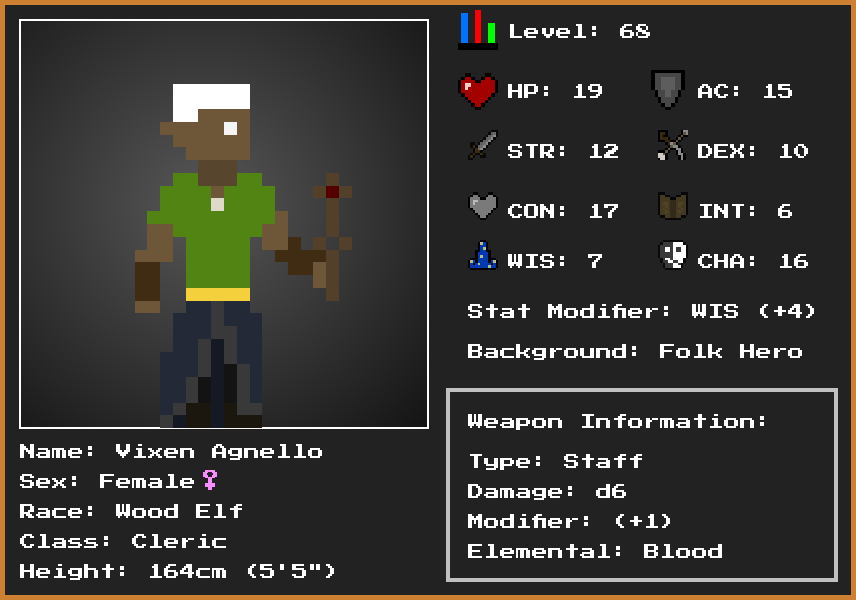 Level: 68
HP: 19
AC: 15
STR: 12
DEX: 10
CON: 17
INT: 6
WIS: 7
CHA: 16
Stat Modifier: WIS (+4)
Background: Folk Hero
Weapon Information:
Type: Staff
Damage: d6
Modifier: (+1)
Elemental: Blood
Name: Vixen Agnello
Sex: Female♀
Race: Wood Elf
Class: Cleric
Height: 164cm (5'5")